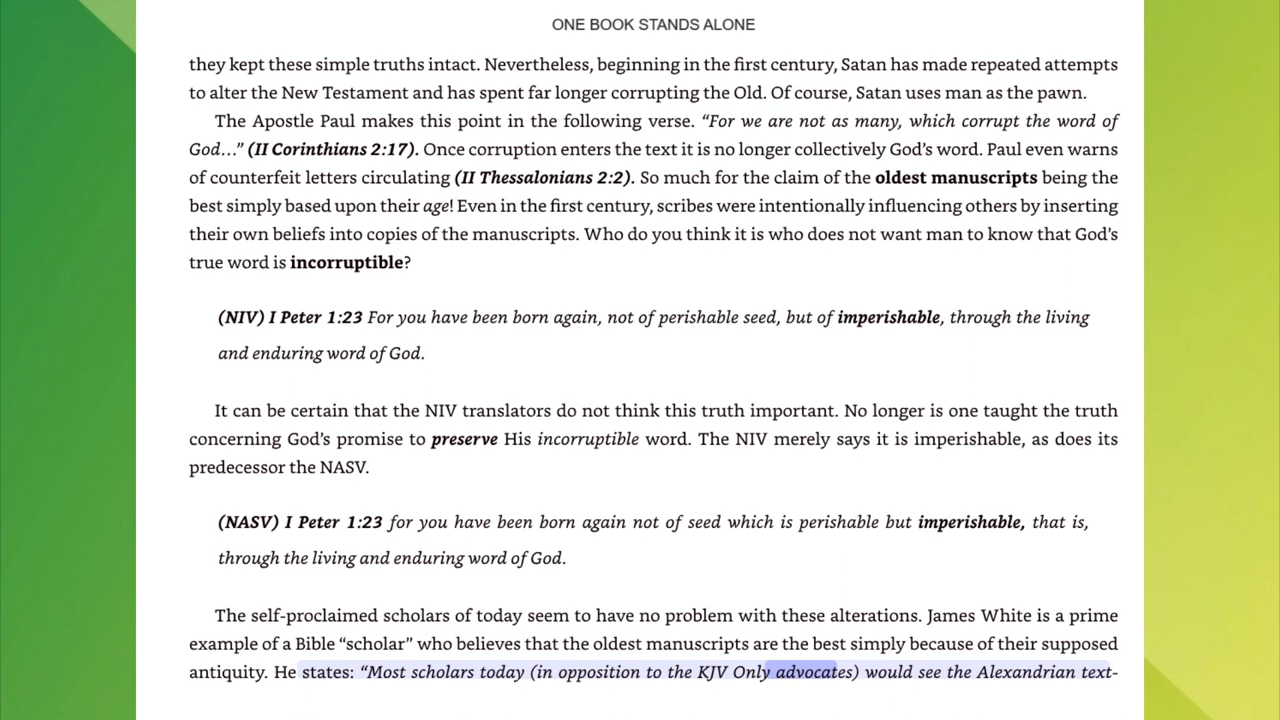 ONE BOOK STANDS ALONE
they kept these simple truths intact. Nevertheless, beginning in the first century, Satan has made repeated attempts
to alter the New Testament and has spent far longer corrupting the Old. Of course, Satan uses man as the pawn.
The Apostle Paul makes this point in the following verse. “For we are not as many, which corrupt the word of
God…” (II Corinthians 2:17). Once corruption enters the text it is no longer collectively God’s word. Paul even warns
of counterfeit letters circulating (II Thessalonians 2:2). So much for the claim of the oldest manuscripts being the
best simply based upon their age! Even in the first century, scribes were intentionally influencing others by inserting
their own beliefs into copies of the manuscripts. Who do you think it is who does not want man to know that God’s
true word is incorruptible?
(NIV) I Peter 1:23 For you have been born again, not of perishable seed, but of imperishable, through the living
and enduring word of God.
It can be certain that the NIV translators do not think this truth important. No longer is one taught the truth
concerning God’s promise to preserve His incorruptible word. The NIV merely says it is imperishable, as does its
predecessor the NASV.
(NASV) I Peter 1:23 for you have been born again not of seed which is perishable but imperishable, that is,
through the living and enduring word of God.
The self-proclaimed scholars of today seem to have no problem with these alterations. James White is a prime
example of a Bible “scholar” who believes that the oldest manuscripts are the best simply because of their supposed
antiquity. He states: “Most scholars today (in opposition to the KJV Only advocates) would see the Alexandrian text-